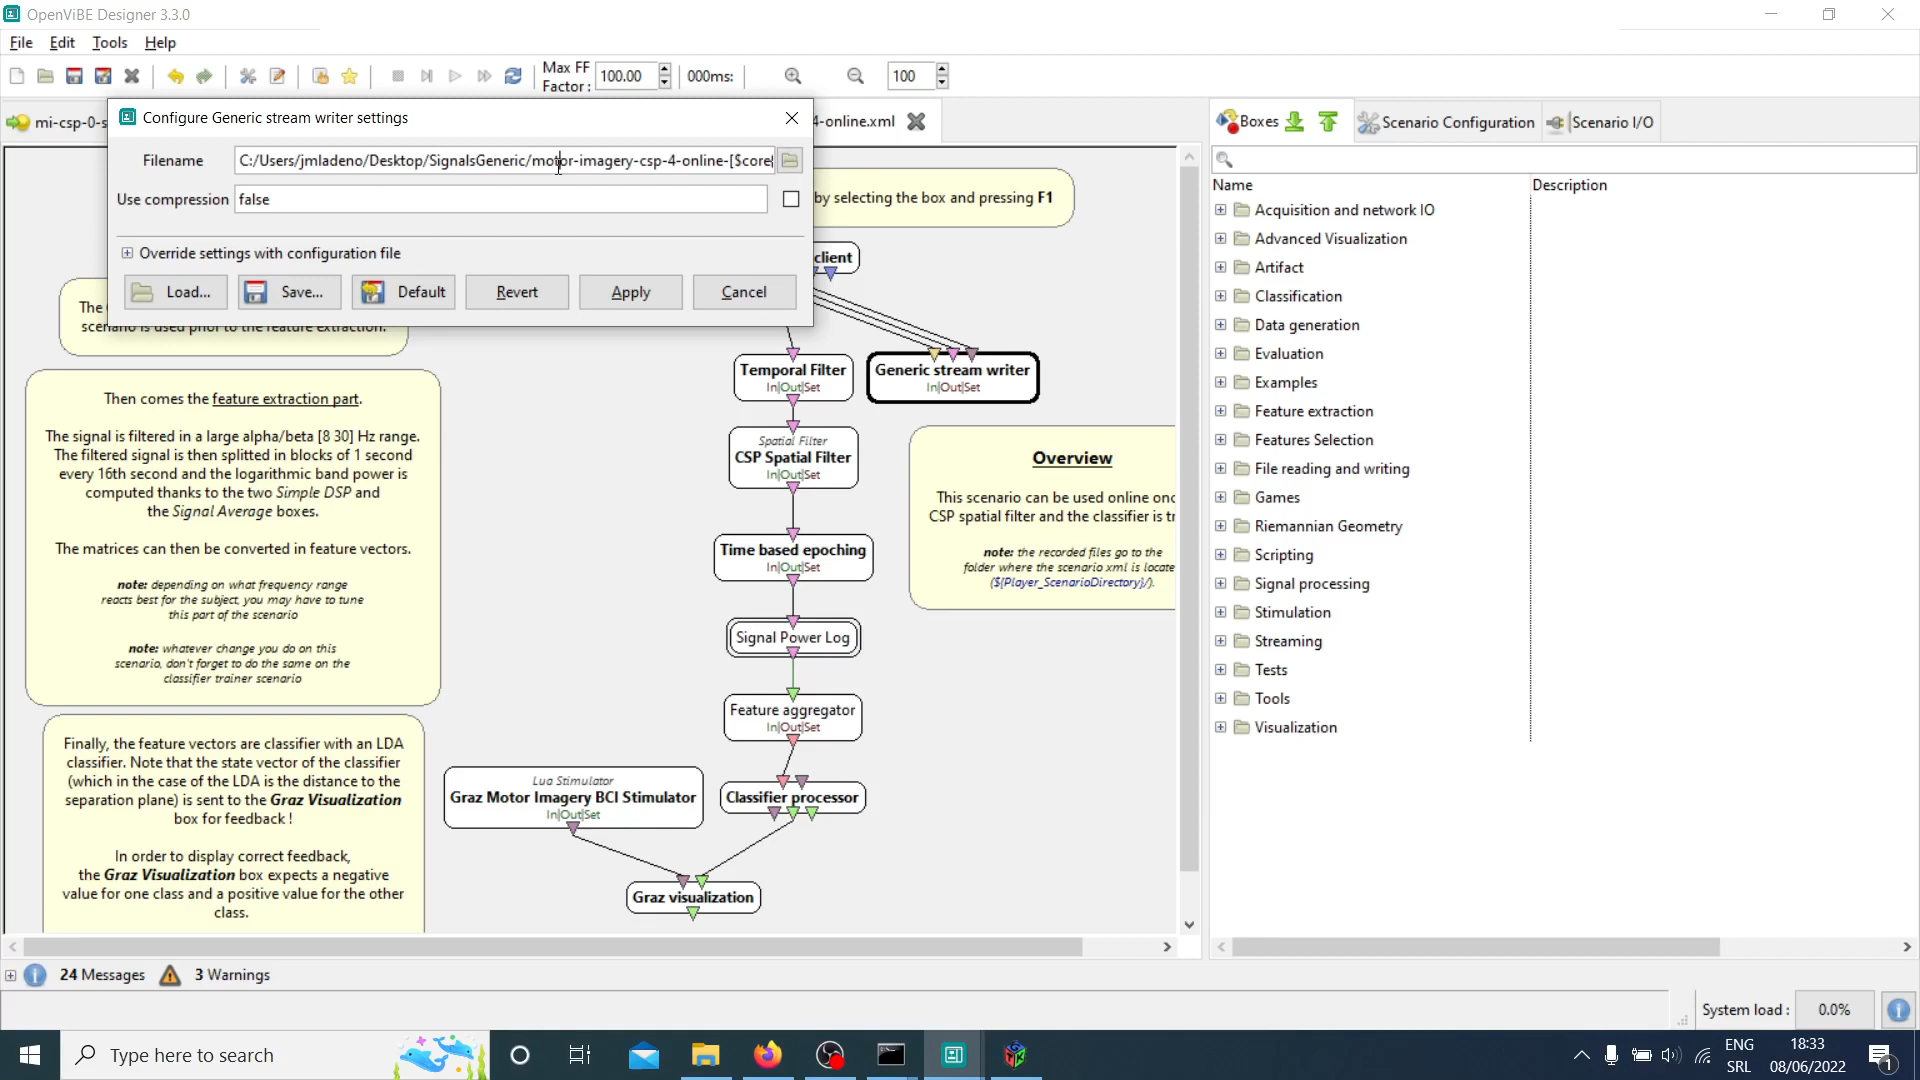 OpenViBE Designer 3.3.0
File Edit Tools Help
Max FF
Factor :
100.00
000ms:
100
mi-csp-0-s
4-online.xml
Configure Generic stream writer settings
Filename
C:/Users/jmladeno/Desktop/SignalsGeneric/motor-imagery-csp-4-online-[$core
Use compression
false
Override settings with configuration file
Load...
Save...
Default
Revert
Apply
Cancel
by selecting the box and pressing F1
client
The
scenario is used prior to the feature extraction.
Then comes the feature extraction part.
The signal is filtered in a large alpha/beta [8 30] Hz range.
The filtered signal is then splitted in blocks of 1 second
every 16th second and the logarithmic band power is
computed thanks to the two Simple DSP and
the Signal Average boxes.
The matrices can then be converted in feature vectors.
note: depending on what frequency range
reacts best for the subject, you may have to tune
this part of the scenario
note: whatever change you do on this
scenario, don't forget to do the same on the
classifier trainer scenario
Finally, the feature vectors are classifier with an LDA
classifier. Note that the state vector of the classifier
(which in the case of the LDA is the distance to the
separation plane) is sent to the Graz Visualization
box for feedback !
In order to display correct feedback,
the Graz Visualization box expects a negative
value for one class and a positive value for the other
class.
Temporal Filter
In|Out|Set
Generic stream writer
In|Out|Set
Spatial Filter
CSP Spatial Filter
In|Out|Set
Time based epoching
In|Out|Set
Signal Power Log
Feature aggregator
In|Out|Set
Lua Stimulator
Graz Motor Imagery BCI Stimulator
In|Out|Set
Classifier processor
Graz visualization
Overview
This scenario can be used online onc
CSP spatial filter and the classifier is tr
note: the recorded files go to the
folder where the scenario xml is locate
(${Player_ScenarioDirectory}/).
Boxes
Scenario Configuration
Scenario I/O
Name
Description
Acquisition and network IO
Advanced Visualization
Artifact
Classification
Data generation
Evaluation
Examples
Feature extraction
Features Selection
File reading and writing
Games
Riemannian Geometry
Scripting
Signal processing
Stimulation
Streaming
Tests
Tools
Visualization
24 Messages
3 Warnings
System load :
0.0%
Type here to search
ENG
SRL
18:33
08/06/2022
1